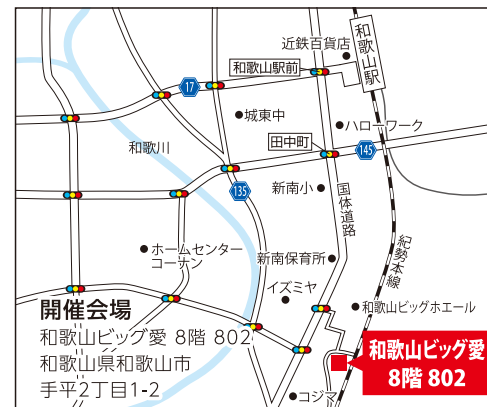 近鉄百貨店
和歌山駅
和歌山駅前
17
城東中
ハローワーク
和歌川
田中町
145
135
新南小
国体道路
紀勢本線
ホームセンター
コーナン
新南保育所
イズミヤ
和歌山ビッグホエール
開催会場
和歌山ビッグ愛 8階 802
和歌山県和歌山市
手平2丁目1-2
和歌山ビッグ愛
8階 802
コジマ